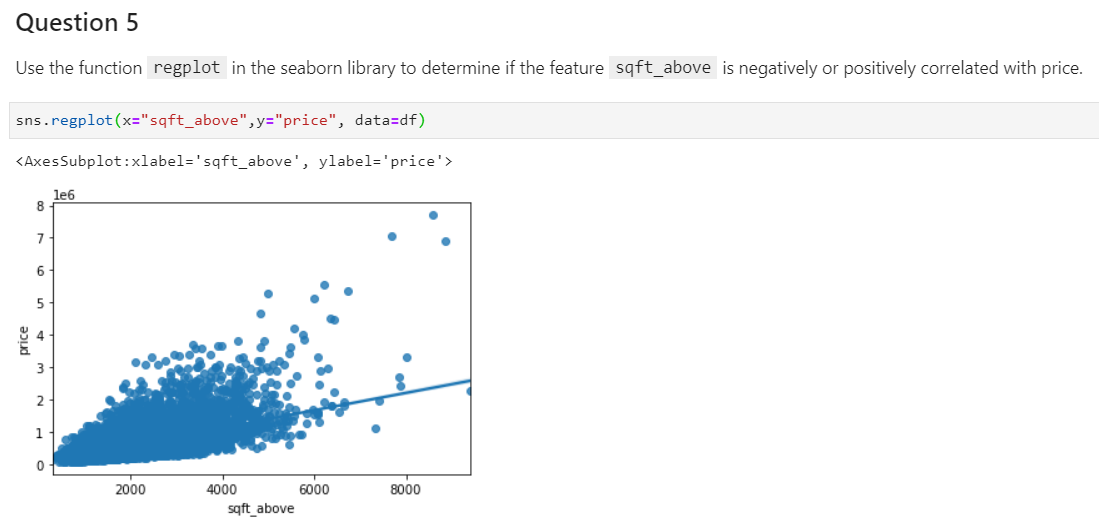 Question 5
Use the function regplot in the seaborn library to determine if the feature sqft_above is negatively or positively correlated with price.
sns.regplot(x="sqft_above",y="price", data=df)
<AxesSubplot:xlabel='sqft_above', ylabel='price'>
1e6
8
7
6
5
4
3
2
1
0
price
2000 4000 6000 8000
sqft_above